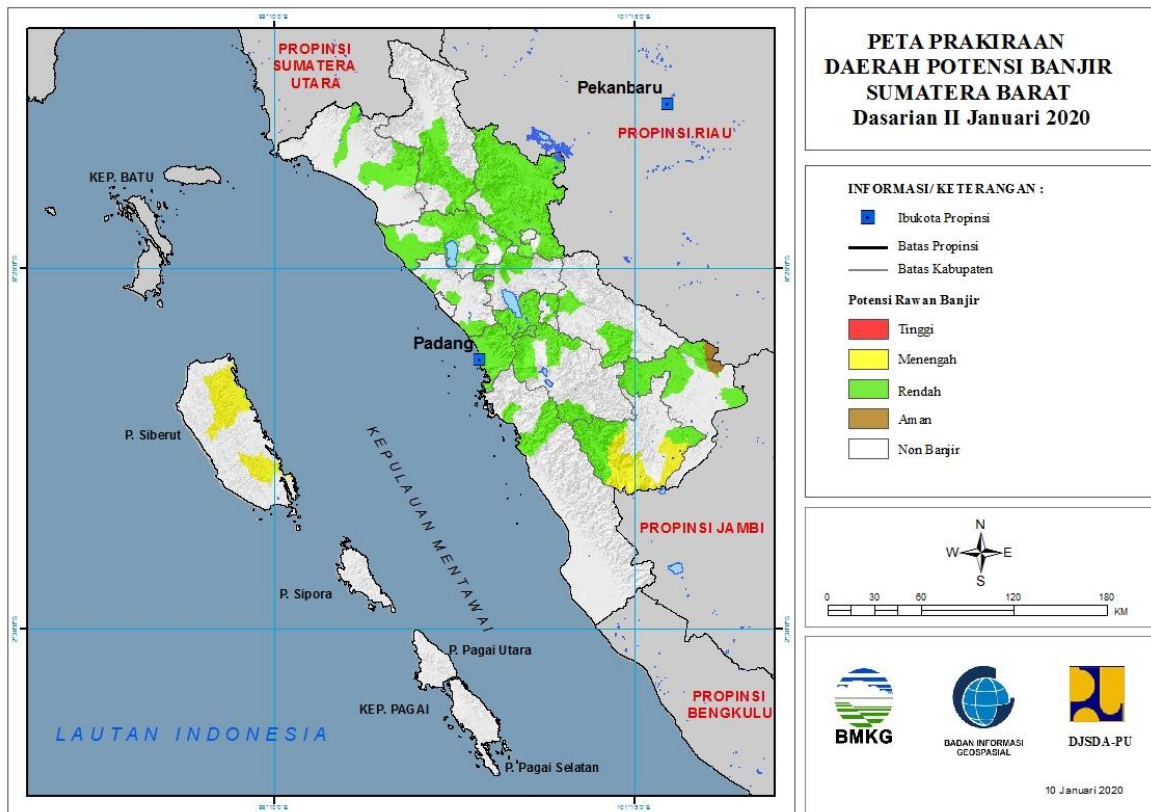 PROPINSI
SUMATERA
UTARA
Pekanbaru
PROPINSI RIAU
KEP. BATU
Padang
P. Siberut
KEPULAUAN MENTAWAI
PROPINSI JAMBI
P. Sipora
P. Pagai Utara
KEP. PAGAI
PROPINSI
BENGKULU
LAUTAN INDONESIA
P. Pagai Selatan
PETA PRAKIRAAN
DAERAH POTENSI BANJIR
SUMATERA BARAT
Dasarian II Januari 2020
INFORMASI/KETERANGAN :
Ibukota Propinsi
Batas Propinsi
Batas Kabupaten
Potensi Rawan Banjir
Tinggi
Menengah
Rendah
Aman
Non Banjir
N
W E
S
0 30 60 120 180
KM
BMKG
BADAN INFORMASI
GEOSPASIAL
DJSDA-PU
10 Januari 2020